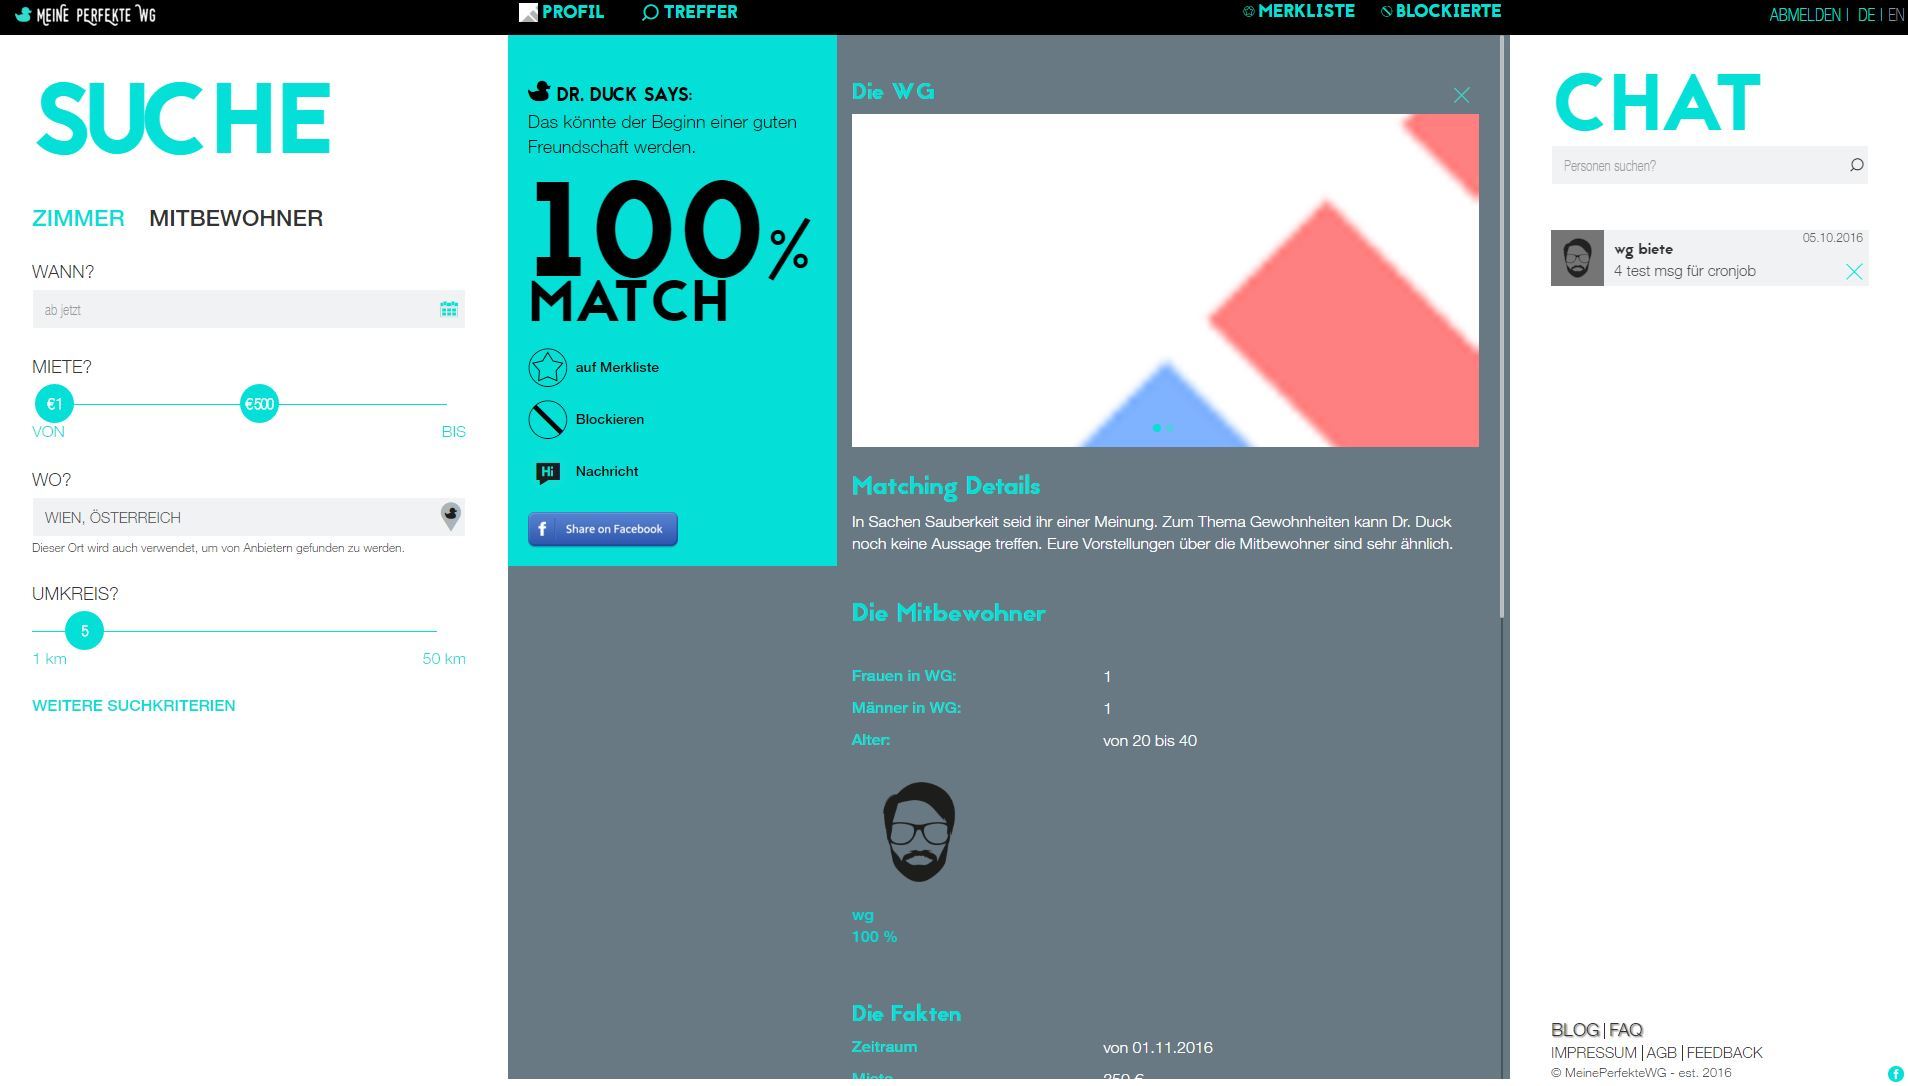 MEINE PERFEKTE WG
PROFIL
TREFFER
MERKLISTE
BLOCKIERTE
ABMELDEN | DE | EN
SUCHE
ZIMMER MITBEWOHNER
WANN?
ab jetzt
MIETE?
€1 €500
VON BIS
WO?
WIEN, ÖSTERREICH
Dieser Ort wird auch verwendet, um von Anbietern gefunden zu werden.
UMKREIS?
5
1 km 50 km
WEITERE SUCHKRITERIEN
DR. DUCK SAYS:
Das könnte der Beginn einer guten
Freundschaft werden.
100%
MATCH
auf Merkliste
Blockieren
Hi Nachricht
f Share on Facebook
Die WG
Matching Details
In Sachen Sauberkeit seid ihr einer Meinung. Zum Thema Gewohnheiten kann Dr. Duck
noch keine Aussage treffen. Eure Vorstellungen über die Mitbewohner sind sehr ähnlich.
Die Mitbewohner
Frauen in WG: 1
Männer in WG: 1
Alter: von 20 bis 40
wg
100 %
Die Fakten
Zeitraum von 01.11.2016
Miete
CHAT
Personen suchen?
wg biete 05.10.2016
4 test msg für cronjob
BLOG | FAQ
IMPRESSUM | AGB | FEEDBACK
© MeinePerfekteWG - est. 2016
f